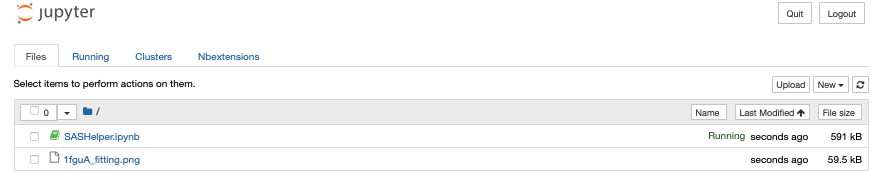 jupyter Quit Logout
Files Running Clusters Nbextensions
Select items to perform actions on them. Upload New
0 / Name Last Modified File size
SASHelper.ipynb Running seconds ago 591 kB
1fguA_fitting.png seconds ago 59.5 kB